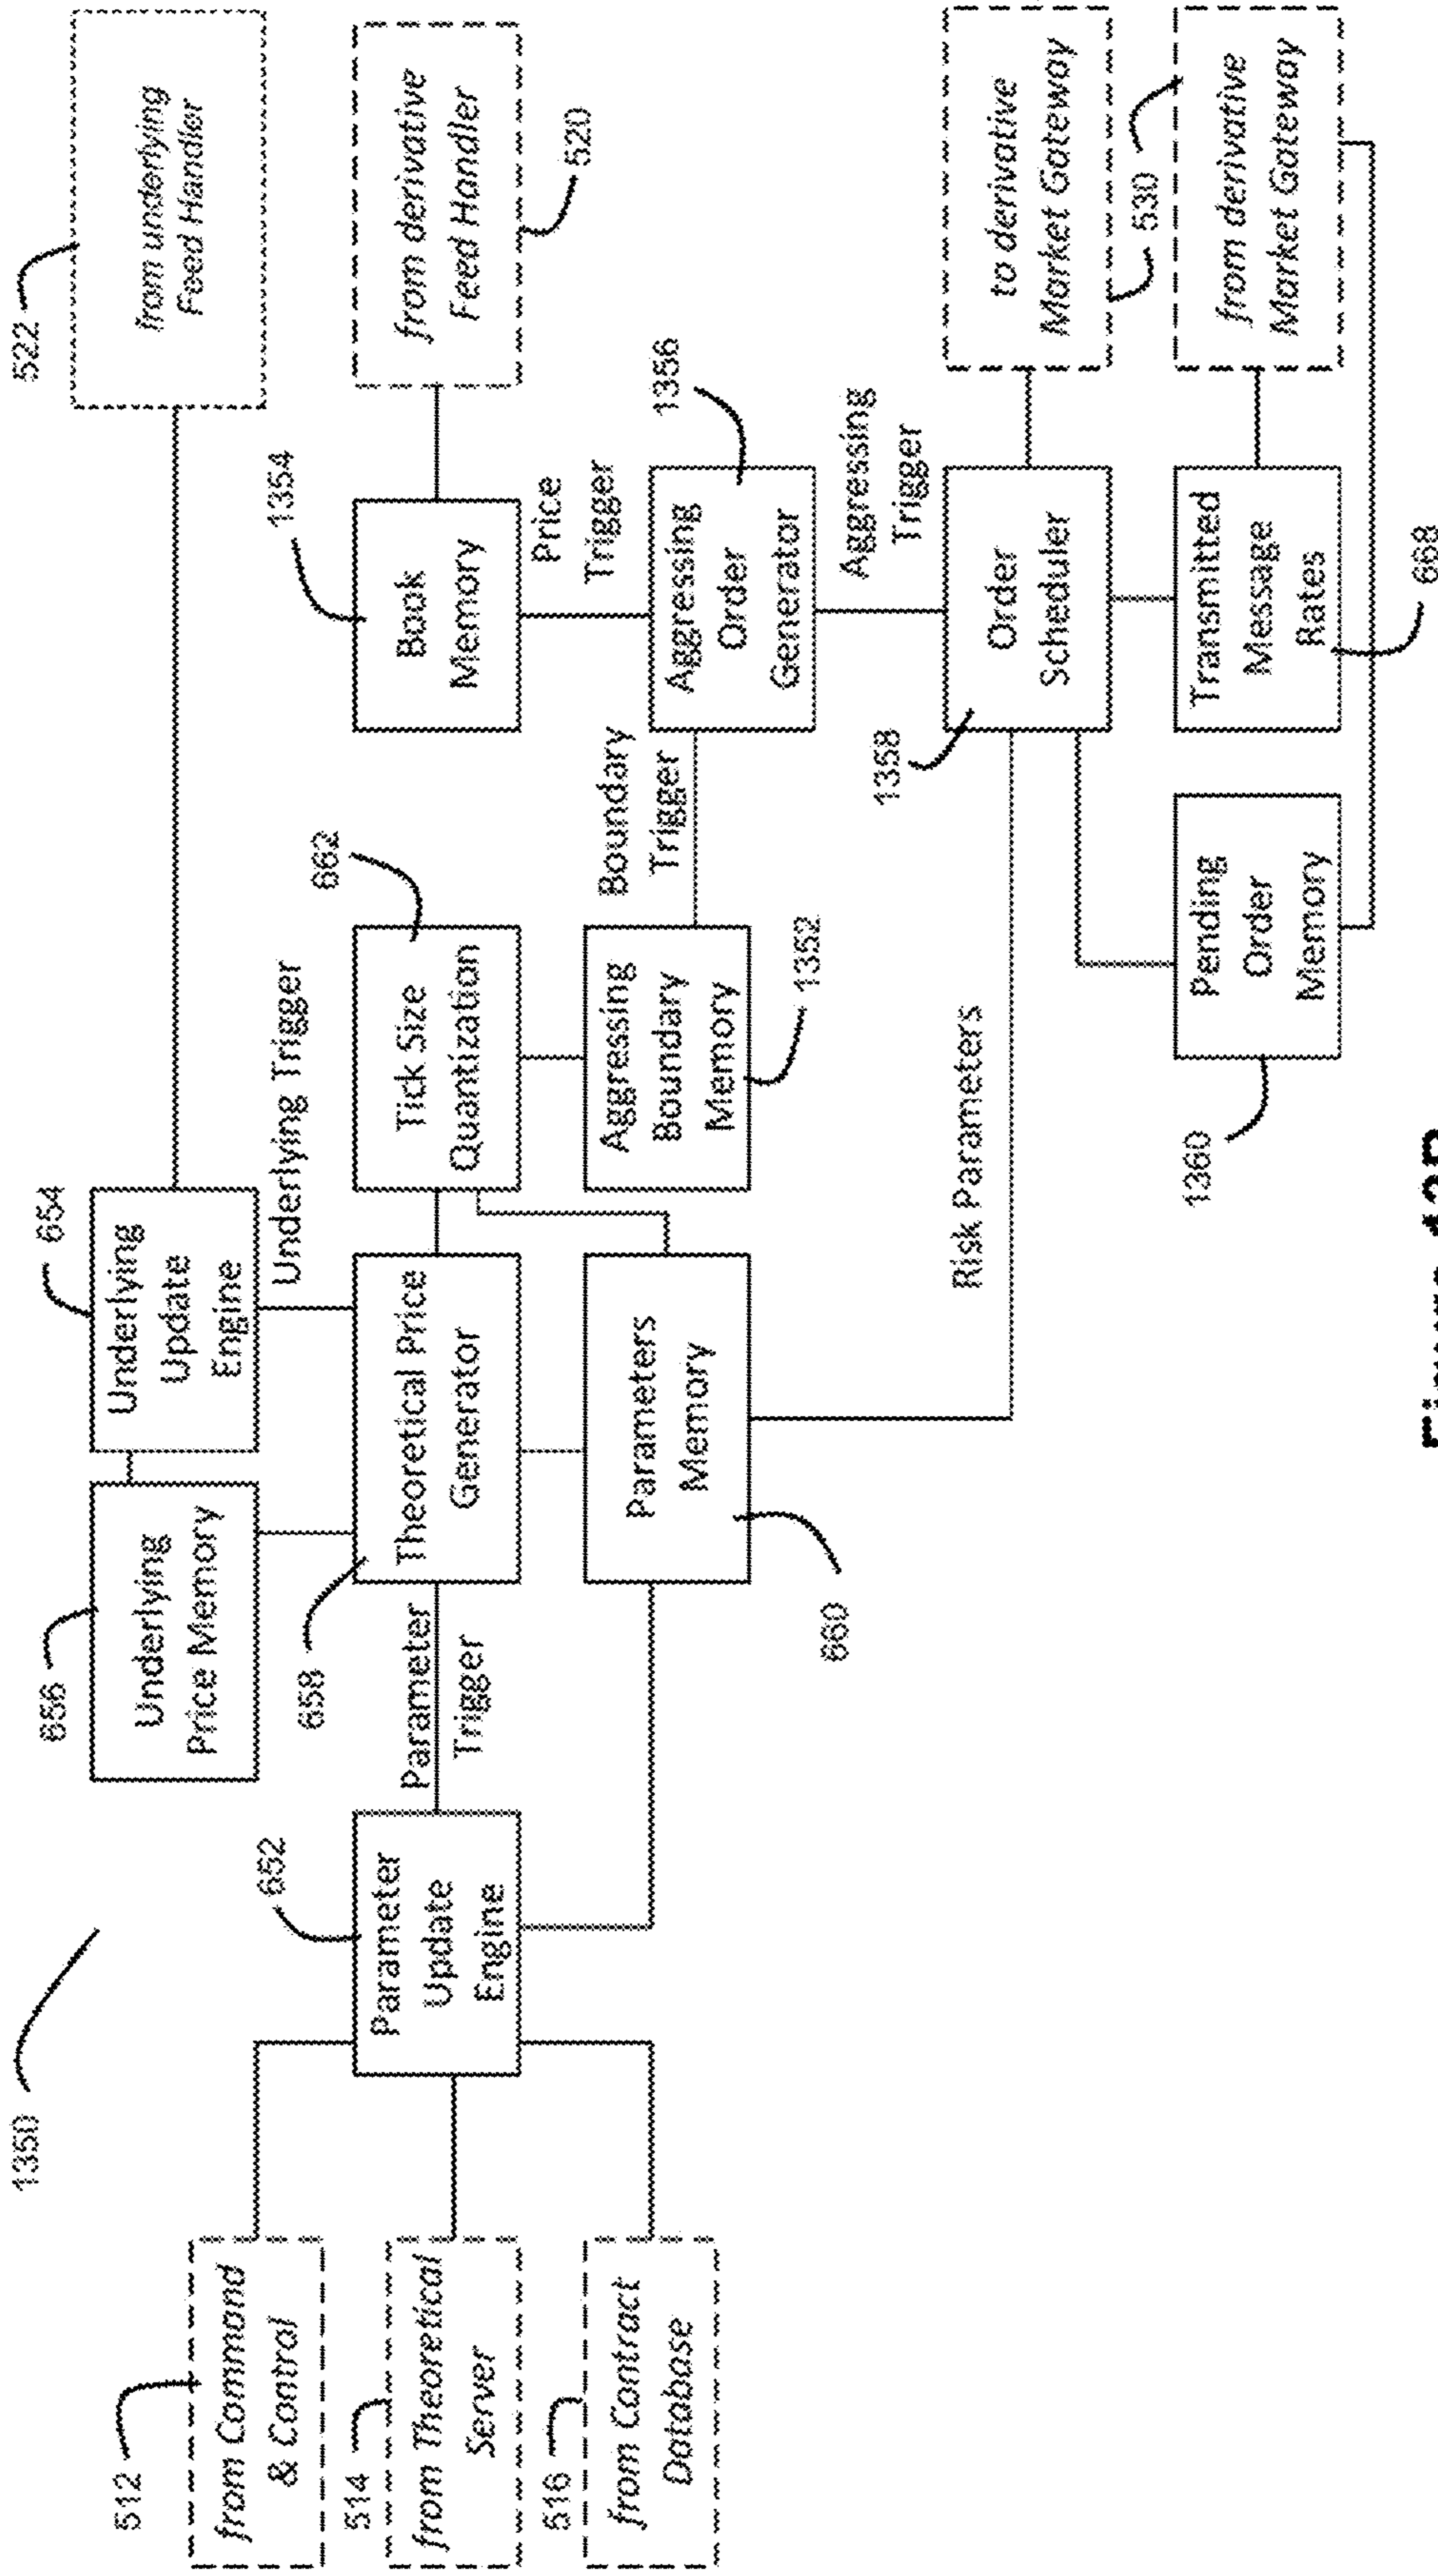 1350
512
from Command
& Control
514
from Theoretical
Server
516
from Contract
Database
652
Parameter
Update
Engine
Parameter
Trigger
656
Underlying
Price Memory
654
Underlying
Update
Engine
Underlying Trigger
658
Theoretical Price
Generator
660
Parameters
Memory
662
Tick Size
Quantization
Aggressing
Boundary
Memory
1352
Boundary
Trigger
Risk Parameters
522
from underlying
Feed Handler
1354
Book
Memory
from derivative
Feed Handler
520
Price
Trigger
1356
Aggressing
Order
Generator
Aggressing
Trigger
1358
Order
Scheduler
to derivative
Market Gateway
530
from derivative
Market Gateway
1360
Pending
Order
Memory
Transmitted
Message
Rates
668